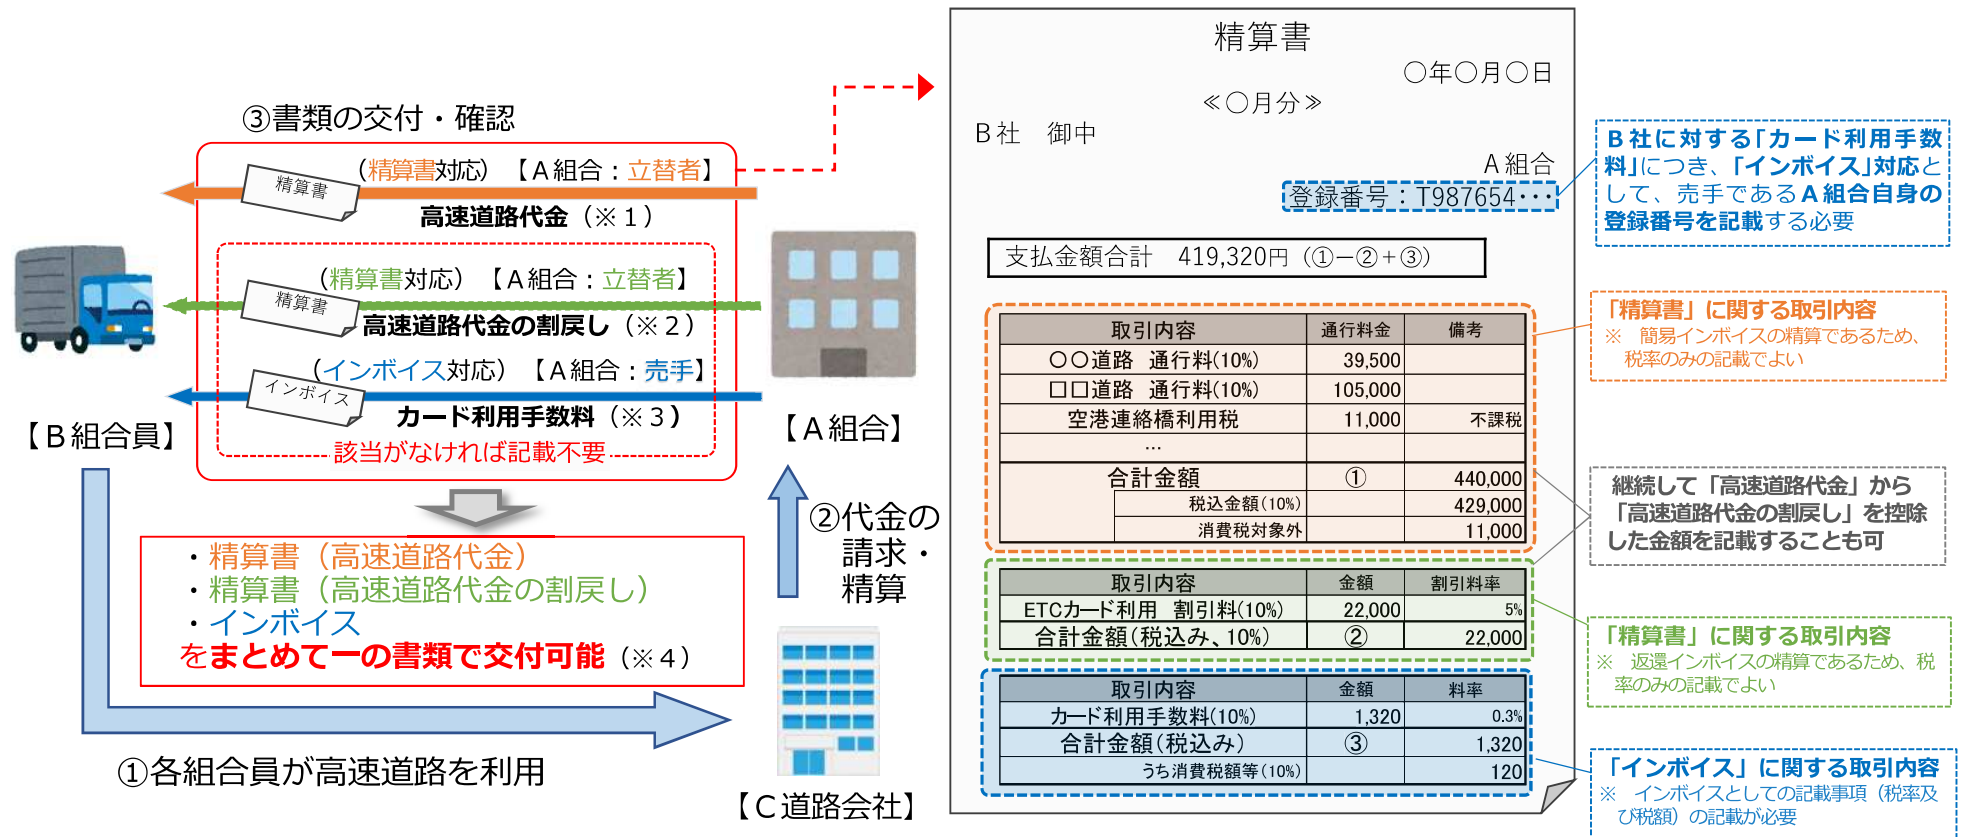 ③書類の交付・確認
（精算書対応）【Ａ組合：立替者】
精算書
高速道路代金（※１）
（精算書対応）【Ａ組合：立替者】
精算書
高速道路代金の割戻し（※２）
（インボイス対応）【Ａ組合：売手】
インボイス
カード利用手数料（※３）
該当がなければ記載不要
【Ｂ組合員】
【Ａ組合】
②代金の
請求・
精算
・精算書（高速道路代金）
・精算書（高速道路代金の割戻し）
・インボイス
をまとめて一の書類で交付可能（※４）
①各組合員が高速道路を利用
【Ｃ道路会社】
精算書
〇年〇月〇日
≪〇月分≫
Ｂ社　御中
Ａ組合
登録番号：T987654・・・
支払金額合計　419,320円（①－②＋③）
取引内容 通行料金 備考
〇〇道路　通行料(10%) 39,500
□□道路　通行料(10%) 105,000
空港連絡橋利用税 11,000 不課税
…
合計金額 ① 440,000
税込金額(10%) 429,000
消費税対象外 11,000
取引内容 金額 割引料率
ETCカード利用　割引料(10%) 22,000 5%
合計金額(税込み、10%) ② 22,000
取引内容 金額 料率
カード利用手数料(10%) 1,320 0.3%
合計金額(税込み) ③ 1,320
うち消費税額等(10%) 120
Ｂ社に対する「カード利用手数
料」につき、「インボイス」対応と
して、売手であるＡ組合自身の
登録番号を記載する必要
「精算書」に関する取引内容
※　簡易インボイスの精算であるため、
税率のみの記載でよい
継続して「高速道路代金」から
「高速道路代金の割戻し」を控除
した金額を記載することも可
「精算書」に関する取引内容
※　返還インボイスの精算であるため、税
率のみの記載でよい
「インボイス」に関する取引内容
※　インボイスとしての記載事項（税率及
び税額）の記載が必要